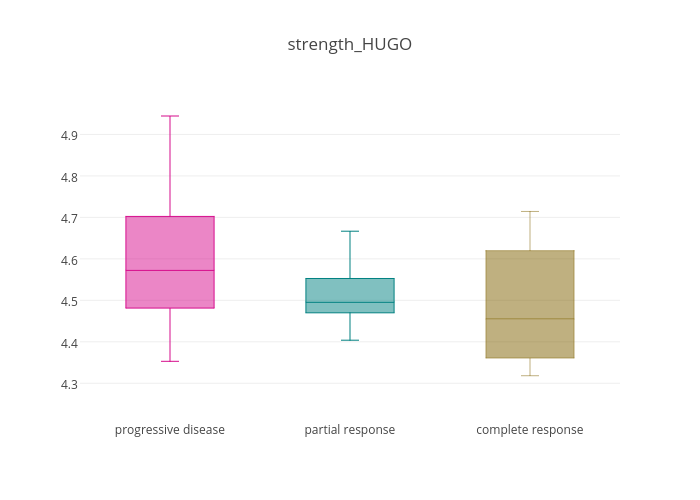 strength_HUGO
4.9
4.8
4.7
4.6
4.5
4.4
4.3
progressive disease
partial response
complete response